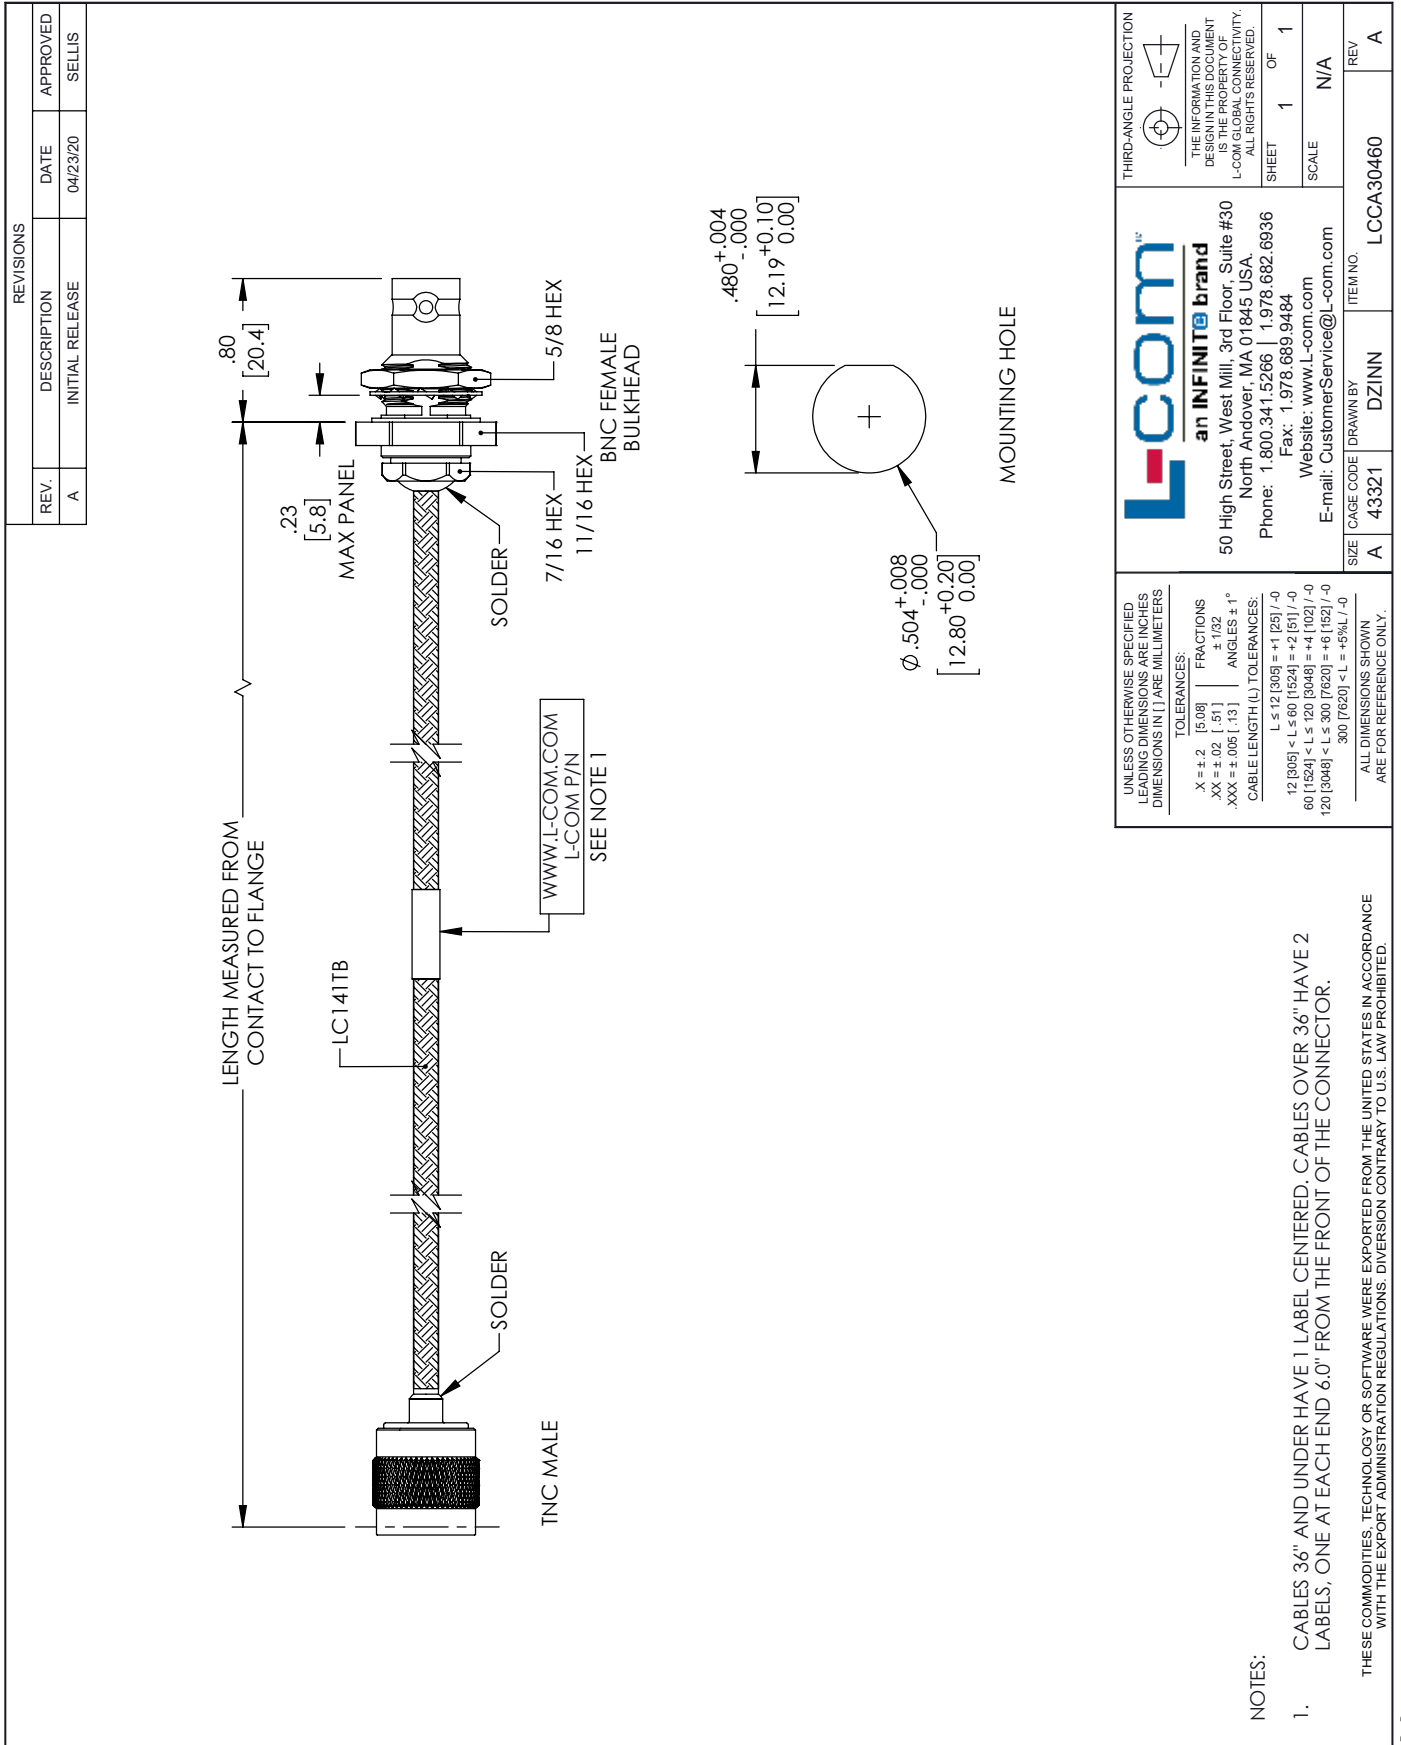 REVISIONS
REV. DESCRIPTION DATE APPROVED
A INITIAL RELEASE 04/23/20 SELLIS
LENGTH MEASURED FROM
CONTACT TO FLANGE
.80
[20.4]
.23
[5.8]
MAX PANEL
LC141TB
SOLDER
TNC MALE
WWW.L-COM.COM
L-COM P/N
SEE NOTE 1
SOLDER
7/16 HEX
11/16 HEX
BNC FEMALE
BULKHEAD
5/8 HEX
.480 +.004 -.000
[12.19 +0.10 0.00]
Ø .504 +.008 -.000
[12.80 +0.20 0.00]
MOUNTING HOLE
NOTES:
1. CABLES 36" AND UNDER HAVE 1 LABEL CENTERED. CABLES OVER 36" HAVE 2
LABELS, ONE AT EACH END 6.0" FROM THE FRONT OF THE CONNECTOR.
THESE COMMODITIES, TECHNOLOGY OR SOFTWARE WERE EXPORTED FROM THE UNITED STATES IN ACCORDANCE
WITH THE EXPORT ADMINISTRATION REGULATIONS. DIVERSION CONTRARY TO U.S. LAW PROHIBITED.
UNLESS OTHERWISE SPECIFIED
LEADING DIMENSIONS ARE INCHES
DIMENSIONS IN [ ] ARE MILLIMETERS
TOLERANCES:
.X = ± .2 [5.08] FRACTIONS
.XX = ± .02 [ .51 ] ± 1/32
.XXX = ± .005 [ .13 ] ANGLES ± 1°
CABLE LENGTH (L) TOLERANCES:
L ≤ 12 [305] = +1 [25] / -0
12 [305] < L ≤ 60 [1524] = +2 [51] / -0
60 [1524] < L ≤ 120 [3048] = +4 [102] / -0
120 [3048] < L ≤ 300 [7620] = +6 [152] / -0
300 [7620] < L = +5%L / -0
ALL DIMENSIONS SHOWN
ARE FOR REFERENCE ONLY.
L-com
an INFINIT@ brand
50 High Street, West Mill, 3rd Floor, Suite #30
North Andover, MA 01845 USA.
Phone: 1.800.341.5266 | 1.978.682.6936
Fax: 1.978.689.9484
Website: www.L-com.com
E-mail: CustomerService@L-com.com
THIRD-ANGLE PROJECTION
THE INFORMATION AND
DESIGN IN THIS DOCUMENT
IS THE PROPERTY OF
L-COM GLOBAL CONNECTIVITY.
ALL RIGHTS RESERVED.
SHEET 1 OF 1
SCALE N/A
SIZE A
CAGE CODE 43321
DRAWN BY DZINN
ITEM NO. LCCA30460
REV A